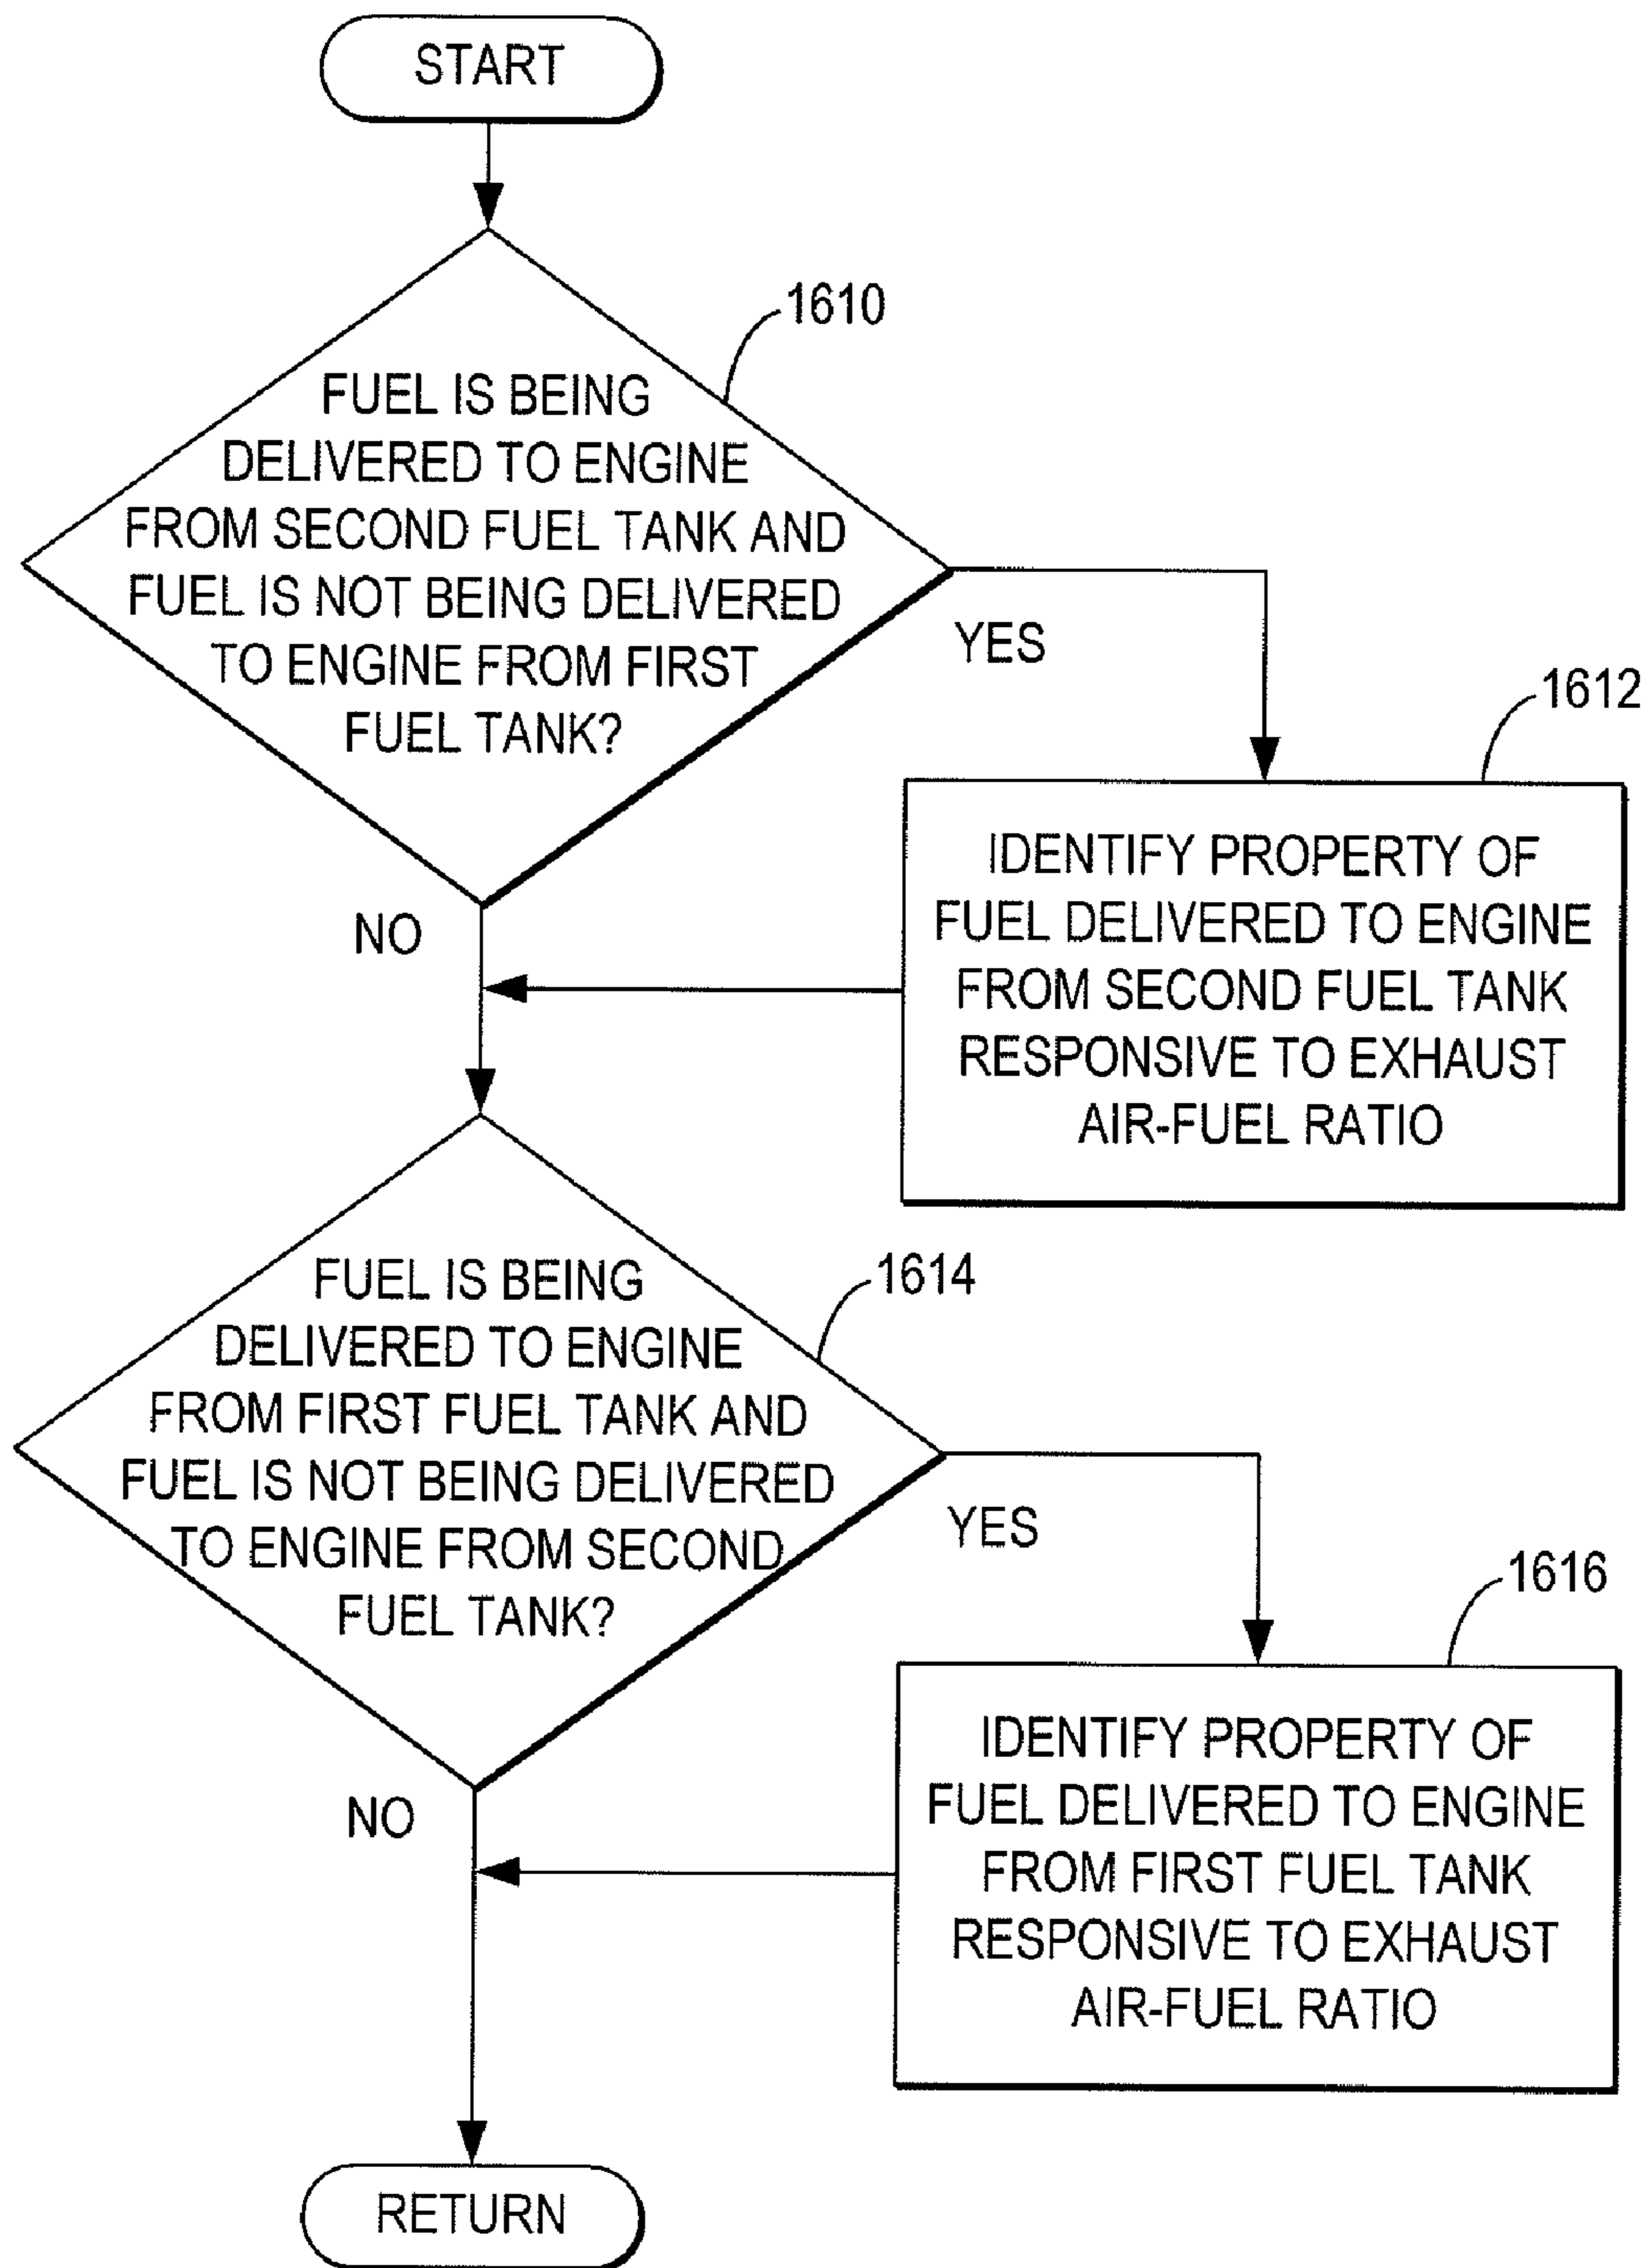 START
1610
FUEL IS BEING
DELIVERED TO ENGINE
FROM SECOND FUEL TANK AND
FUEL IS NOT BEING DELIVERED
TO ENGINE FROM FIRST
FUEL TANK?
YES
NO
1612
IDENTIFY PROPERTY OF
FUEL DELIVERED TO ENGINE
FROM SECOND FUEL TANK
RESPONSIVE TO EXHAUST
AIR-FUEL RATIO
1614
FUEL IS BEING
DELIVERED TO ENGINE
FROM FIRST FUEL TANK AND
FUEL IS NOT BEING DELIVERED
TO ENGINE FROM SECOND
FUEL TANK?
YES
NO
1616
IDENTIFY PROPERTY OF
FUEL DELIVERED TO ENGINE
FROM FIRST FUEL TANK
RESPONSIVE TO EXHAUST
AIR-FUEL RATIO
RETURN